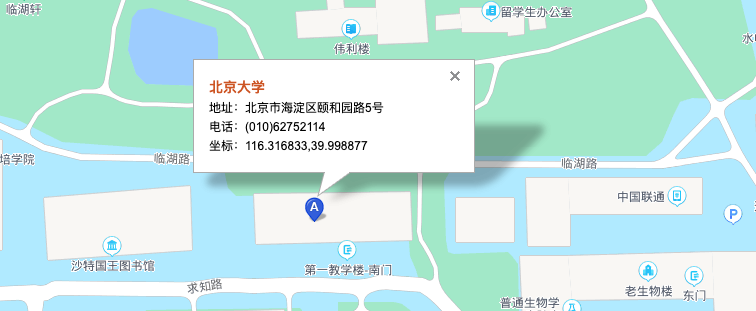 临湖轩
留学生办公室
伟利楼
水
北京大学
地址：北京市海淀区颐和园路5号
电话：(010)62752114
坐标：116.316833,39.998877
培学院
临湖路
临湖路
A
中国联通
P
沙特国王图书馆
第一教学楼-南门
求知路
老生物楼
东门
普通生物学